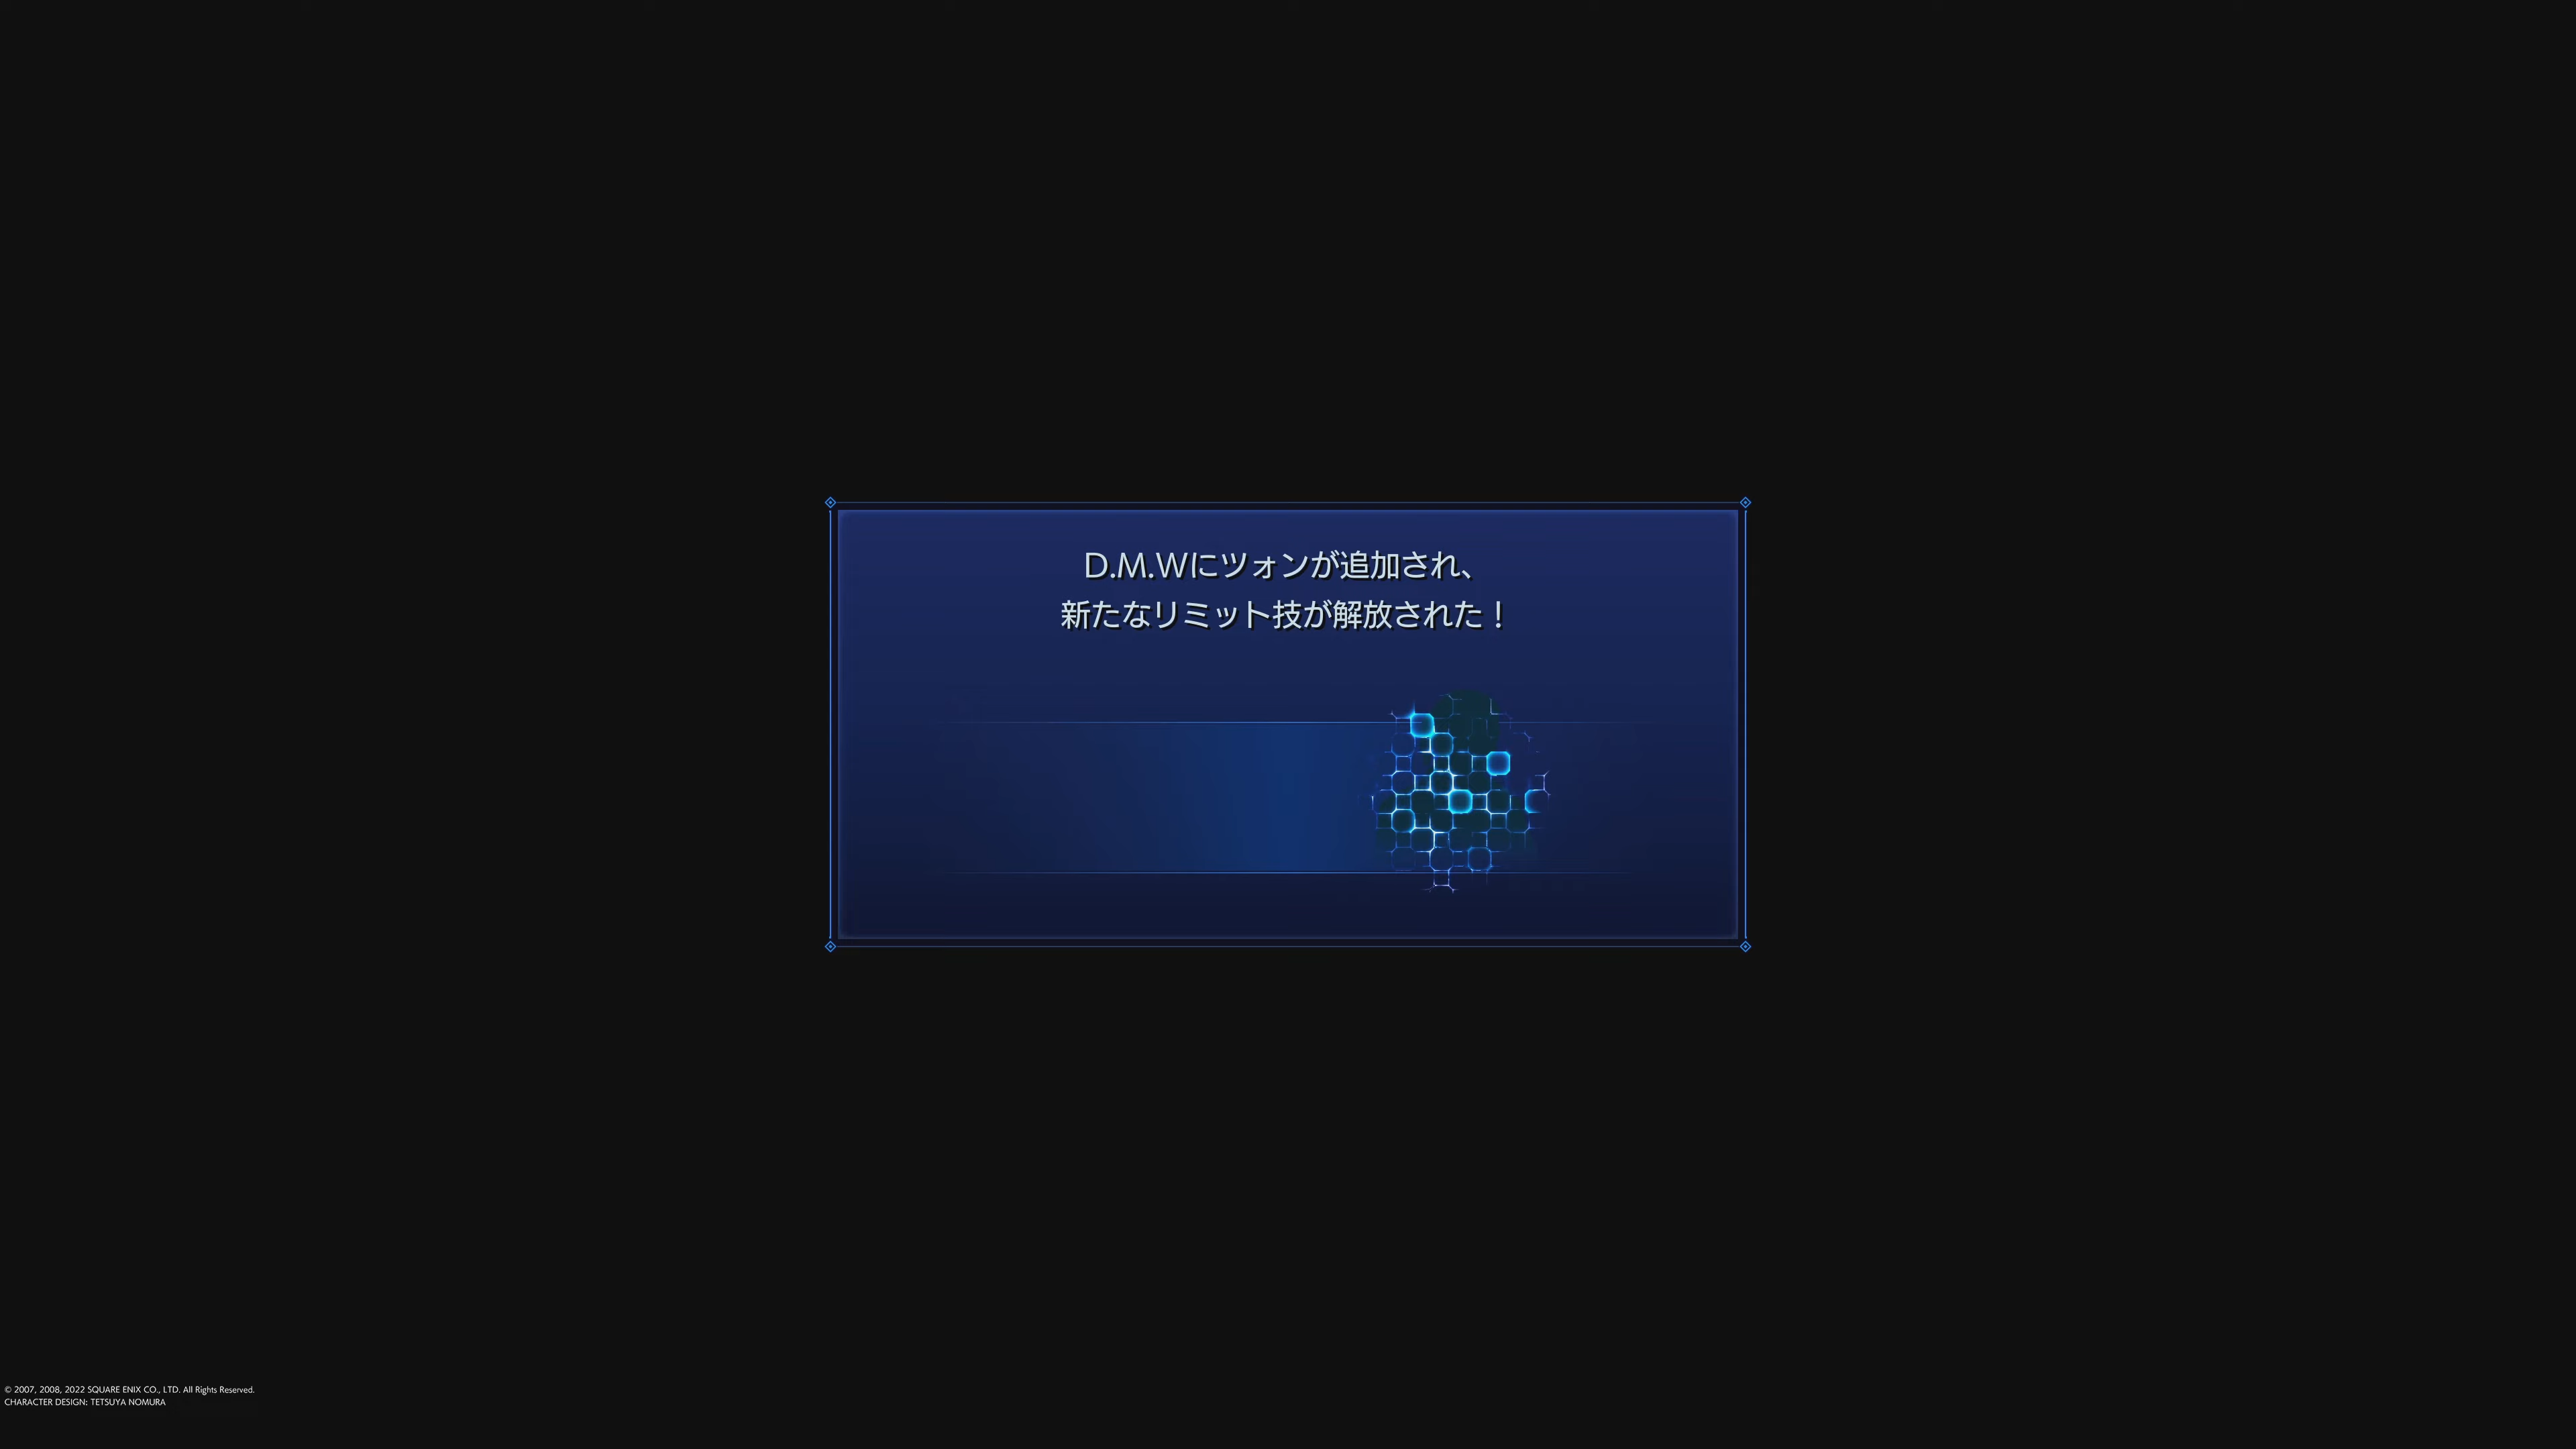 D.M.Wにツォンが追加され、
新たなリミット技が解放された！
© 2007, 2008, 2022 SQUARE ENIX CO., LTD. All Rights Reserved.
CHARACTER DESIGN: TETSUYA NOMURA